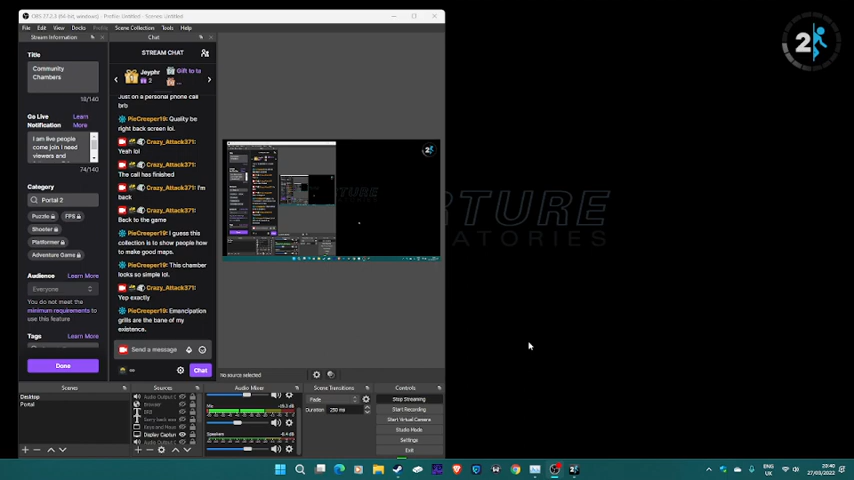 OBS 27.2.3 (64-bit, windows) - Profile: Untitled - Scenes: Untitled
File Edit View Docks Profile Scene Collection Tools Help
Stream Information
Title
Community
Chambers
18/140
Go Live
Notification
Learn
More
I am live people
come join I need
viewers and
74/140
Category
Portal 2
Puzzle
FPS
Shooter
Platformer
Adventure Game
Audience
Learn More
Everyone
You do not meet the
minimum requirements to
use this feature
Tags
Learn More
Done
Chat
STREAM CHAT
Jeyphr
2
Gift to
Just on a personal phone call
brb
PieCreeper19: Quality be
right back screen lol.
Crazy_Attack371:
Yeah lol
Crazy_Attack371:
The call has finished
Crazy_Attack371: I'm
back
Crazy_Attack371:
Back to the game
PieCreeper19: I guess this
collection is to show people how
to make good maps.
PieCreeper19: This chamber
looks so simple lol.
Crazy_Attack371:
Yep exactly
PieCreeper19: Emancipation
grills are the bane of my
existence.
Send a message
Chat
No source selected
Scenes
Desktop
Portal
Sources
Audio Output C
Browser
Display Captur
Audio Output C
Audio Mixer
Mic
Speakers
Scene Transitions
Fade
Duration 250 ms
Controls
Stop Streaming
Start Recording
Start Virtual Camera
Studio Mode
Settings
Exit
2
RTURE
ATORIES
ENG
UK
20:40
27/03/2022